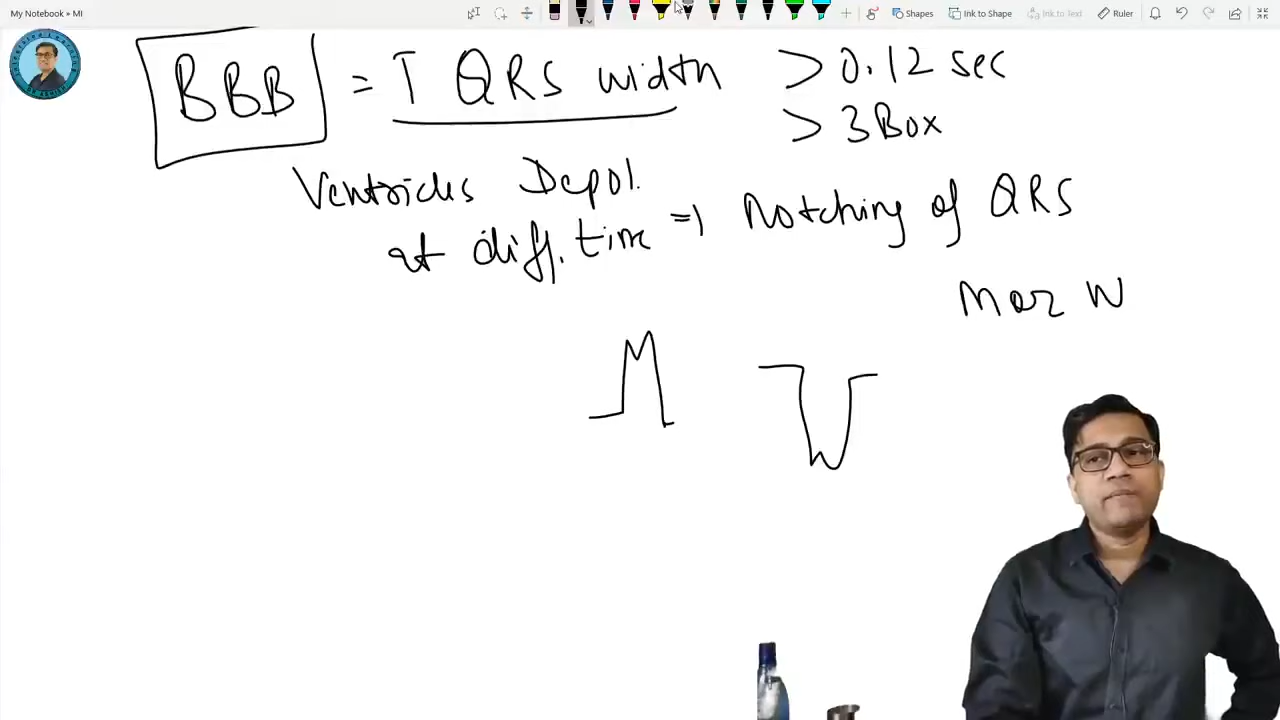 My Notebook » MI
Shapes
Ink to Shape
Ink to Text
Ruler
BBB = ↑ QRS width > 0.12 sec
> 3 Box
Ventricles Depol.
at diff. time ⇒ Notching of QRS
M or W